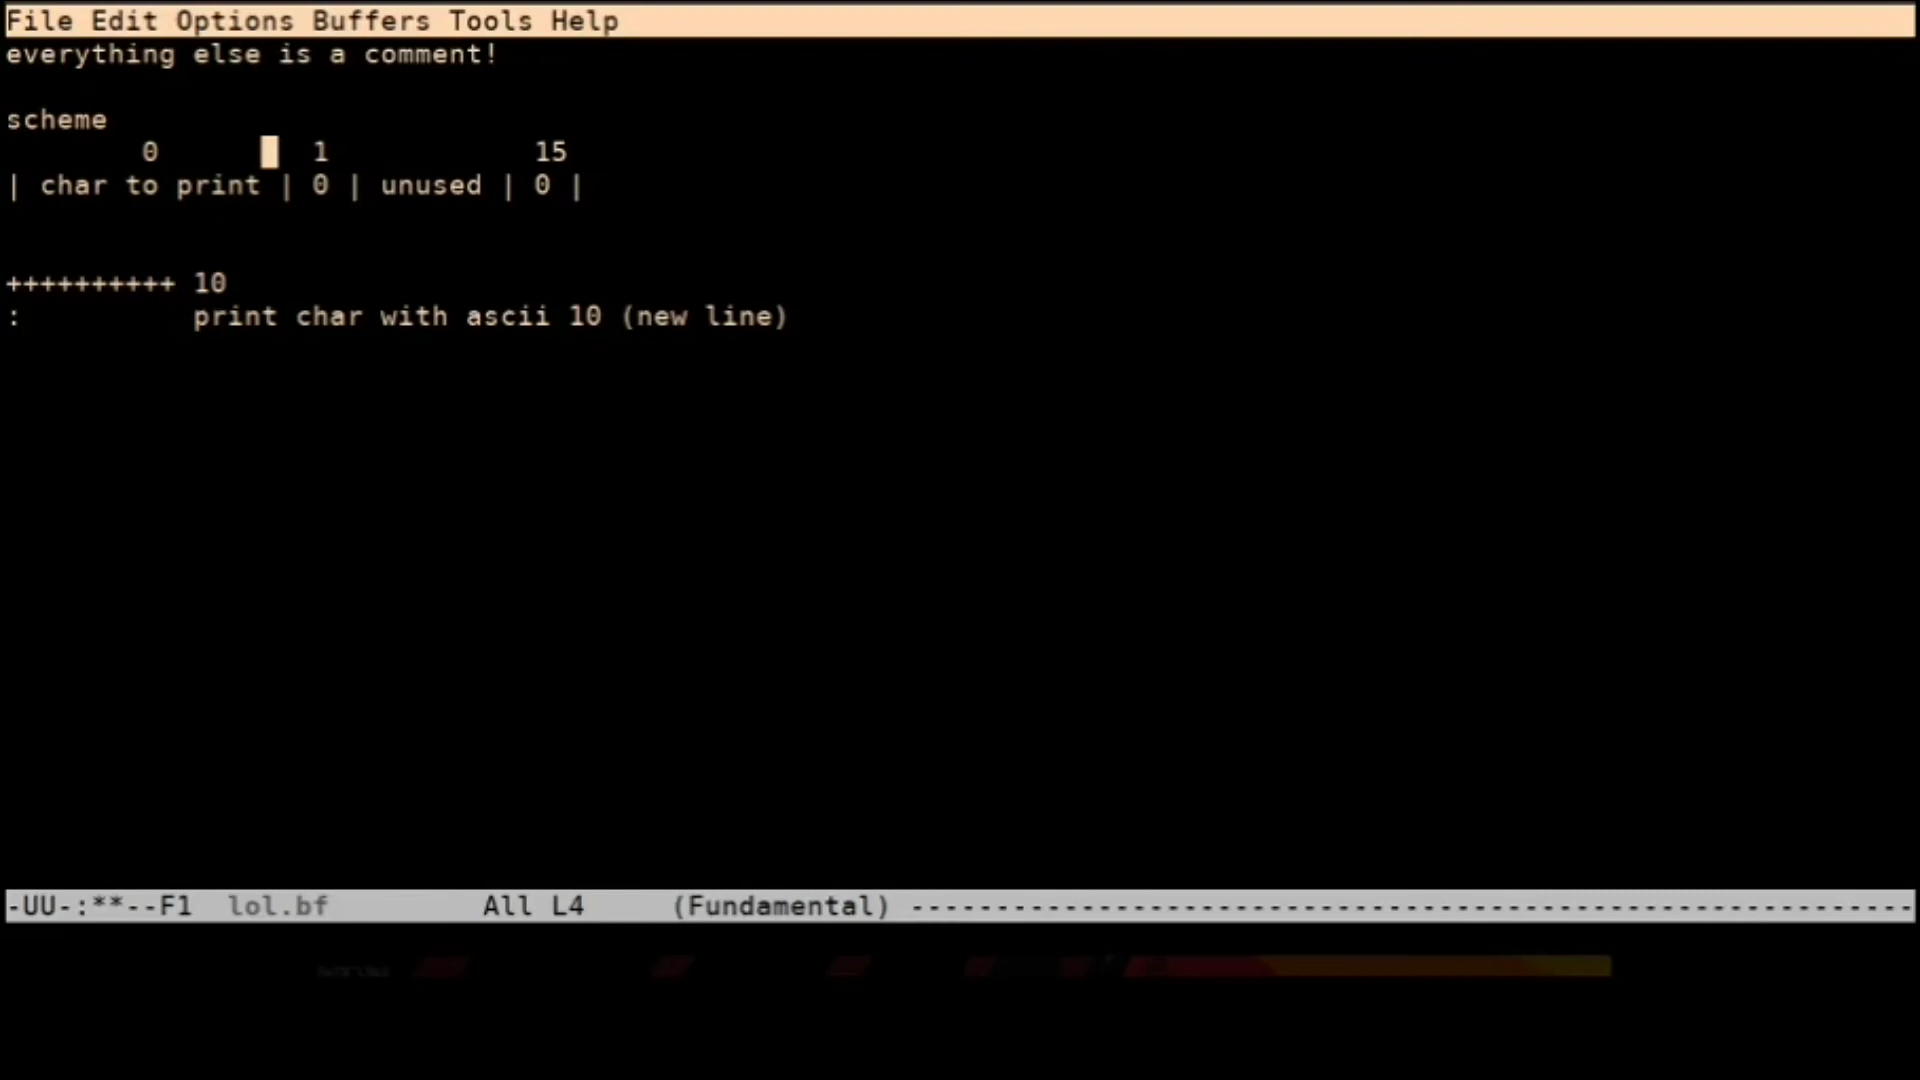 File Edit Options Buffers Tools Help
everything else is a comment!
scheme
0 1 15
| char to print | 0 | unused | 0 |
++++++++++ 10
: print char with ascii 10 (new line)
-UU-:**--F1 lol.bf All L4 (Fundamental) -----------------------------------------------------------